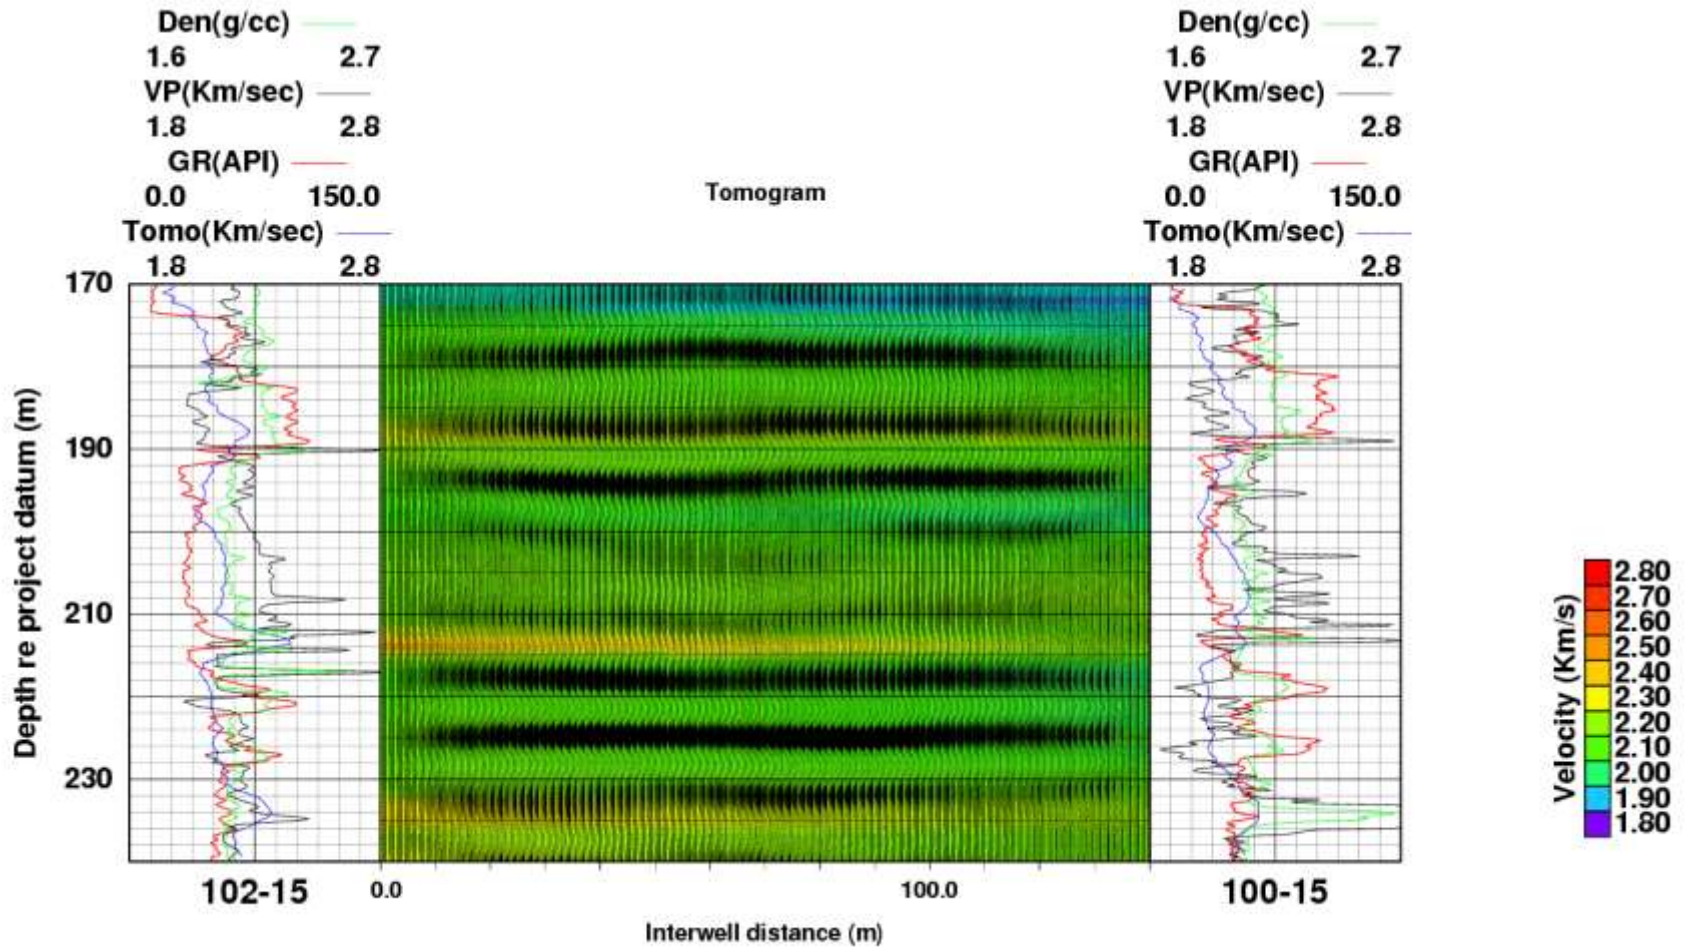 Den(g/cc)
1.6 2.7
VP(Km/sec)
1.8 2.8
GR(API)
0.0 150.0
Tomo(Km/sec)
1.8 2.8
Tomogram
Den(g/cc)
1.6 2.7
VP(Km/sec)
1.8 2.8
GR(API)
0.0 150.0
Tomo(Km/sec)
1.8 2.8
Depth re project datum (m)
170
190
210
230
102-15
0.0 100.0
100-15
Interwell distance (m)
Velocity (Km/s)
2.80
2.70
2.60
2.50
2.40
2.30
2.20
2.10
2.00
1.90
1.80